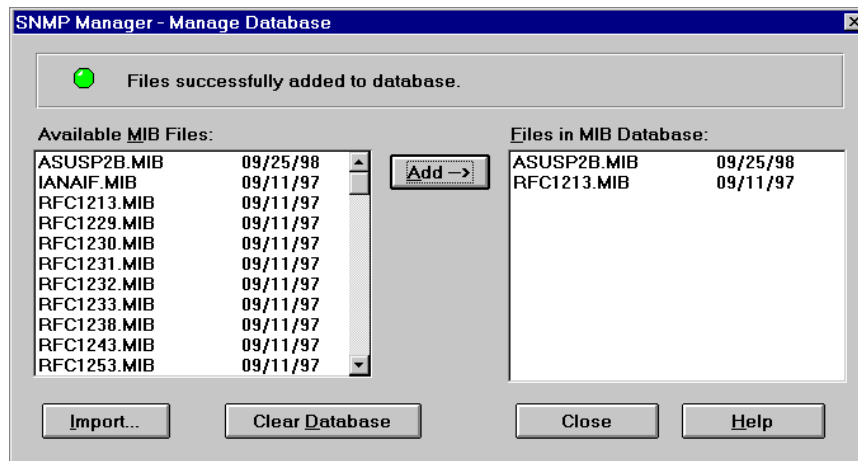 SNMP Manager - Manage Database
Files successfully added to database.
Available MIB Files:
ASUSP2B.MIB 09/25/98
IANAIF.MIB 09/11/97
RFC1213.MIB 09/11/97
RFC1229.MIB 09/11/97
RFC1230.MIB 09/11/97
RFC1231.MIB 09/11/97
RFC1232.MIB 09/11/97
RFC1233.MIB 09/11/97
RFC1238.MIB 09/11/97
RFC1243.MIB 09/11/97
RFC1253.MIB 09/11/97
Add -->
Files in MIB Database:
ASUSP2B.MIB 09/25/98
RFC1213.MIB 09/11/97
Import...
Clear Database
Close
Help